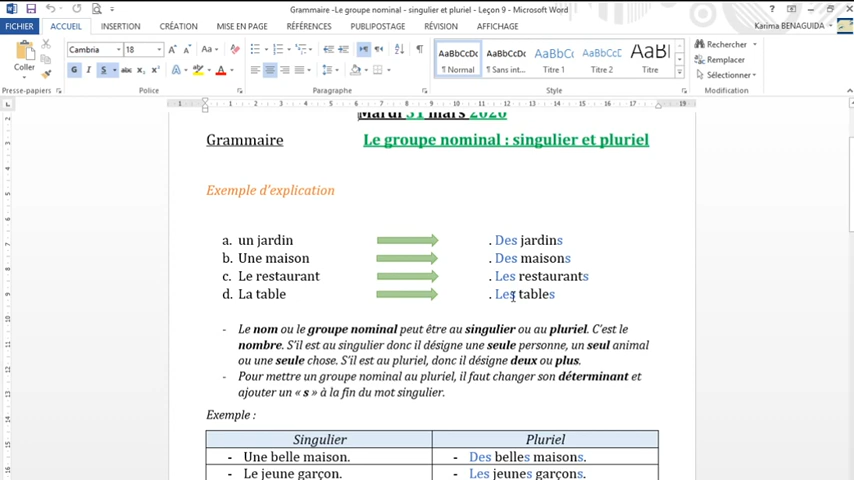 Grammaire -Le groupe nominal - singulier et pluriel - Leçon 9 - Microsoft Word
FICHIER ACCUEIL INSERTION CRÉATION MISE EN PAGE RÉFÉRENCES PUBLIPOSTAGE RÉVISION AFFICHAGE Karima BENAGUIDA
Cambria 18 Rechercher
Coller Remplacer
Sélectionner
AaBbCcDc AaBbCcDc AaBbCc AaBbCcC AaBl
¶ Normal ¶ Sans int... Titre 1 Titre 2 Titre
Presse-papiers Police Paragraphe Style Modification
Mardi 31 mars 2020
Grammaire Le groupe nominal : singulier et pluriel
Exemple d'explication
a. un jardin . Des jardins
b. Une maison . Des maisons
c. Le restaurant . Les restaurants
d. La table . Les tables
- Le nom ou le groupe nominal peut être au singulier ou au pluriel. C'est le
nombre. S'il est au singulier donc il désigne une seule personne, un seul animal
ou une seule chose. S'il est au pluriel, donc il désigne deux ou plus.
- Pour mettre un groupe nominal au pluriel, il faut changer son déterminant et
ajouter un « s » à la fin du mot singulier.
Exemple :
Singulier Pluriel
- Une belle maison. - Des belles maisons.
- Le jeune garçon. - Les jeunes garçons.